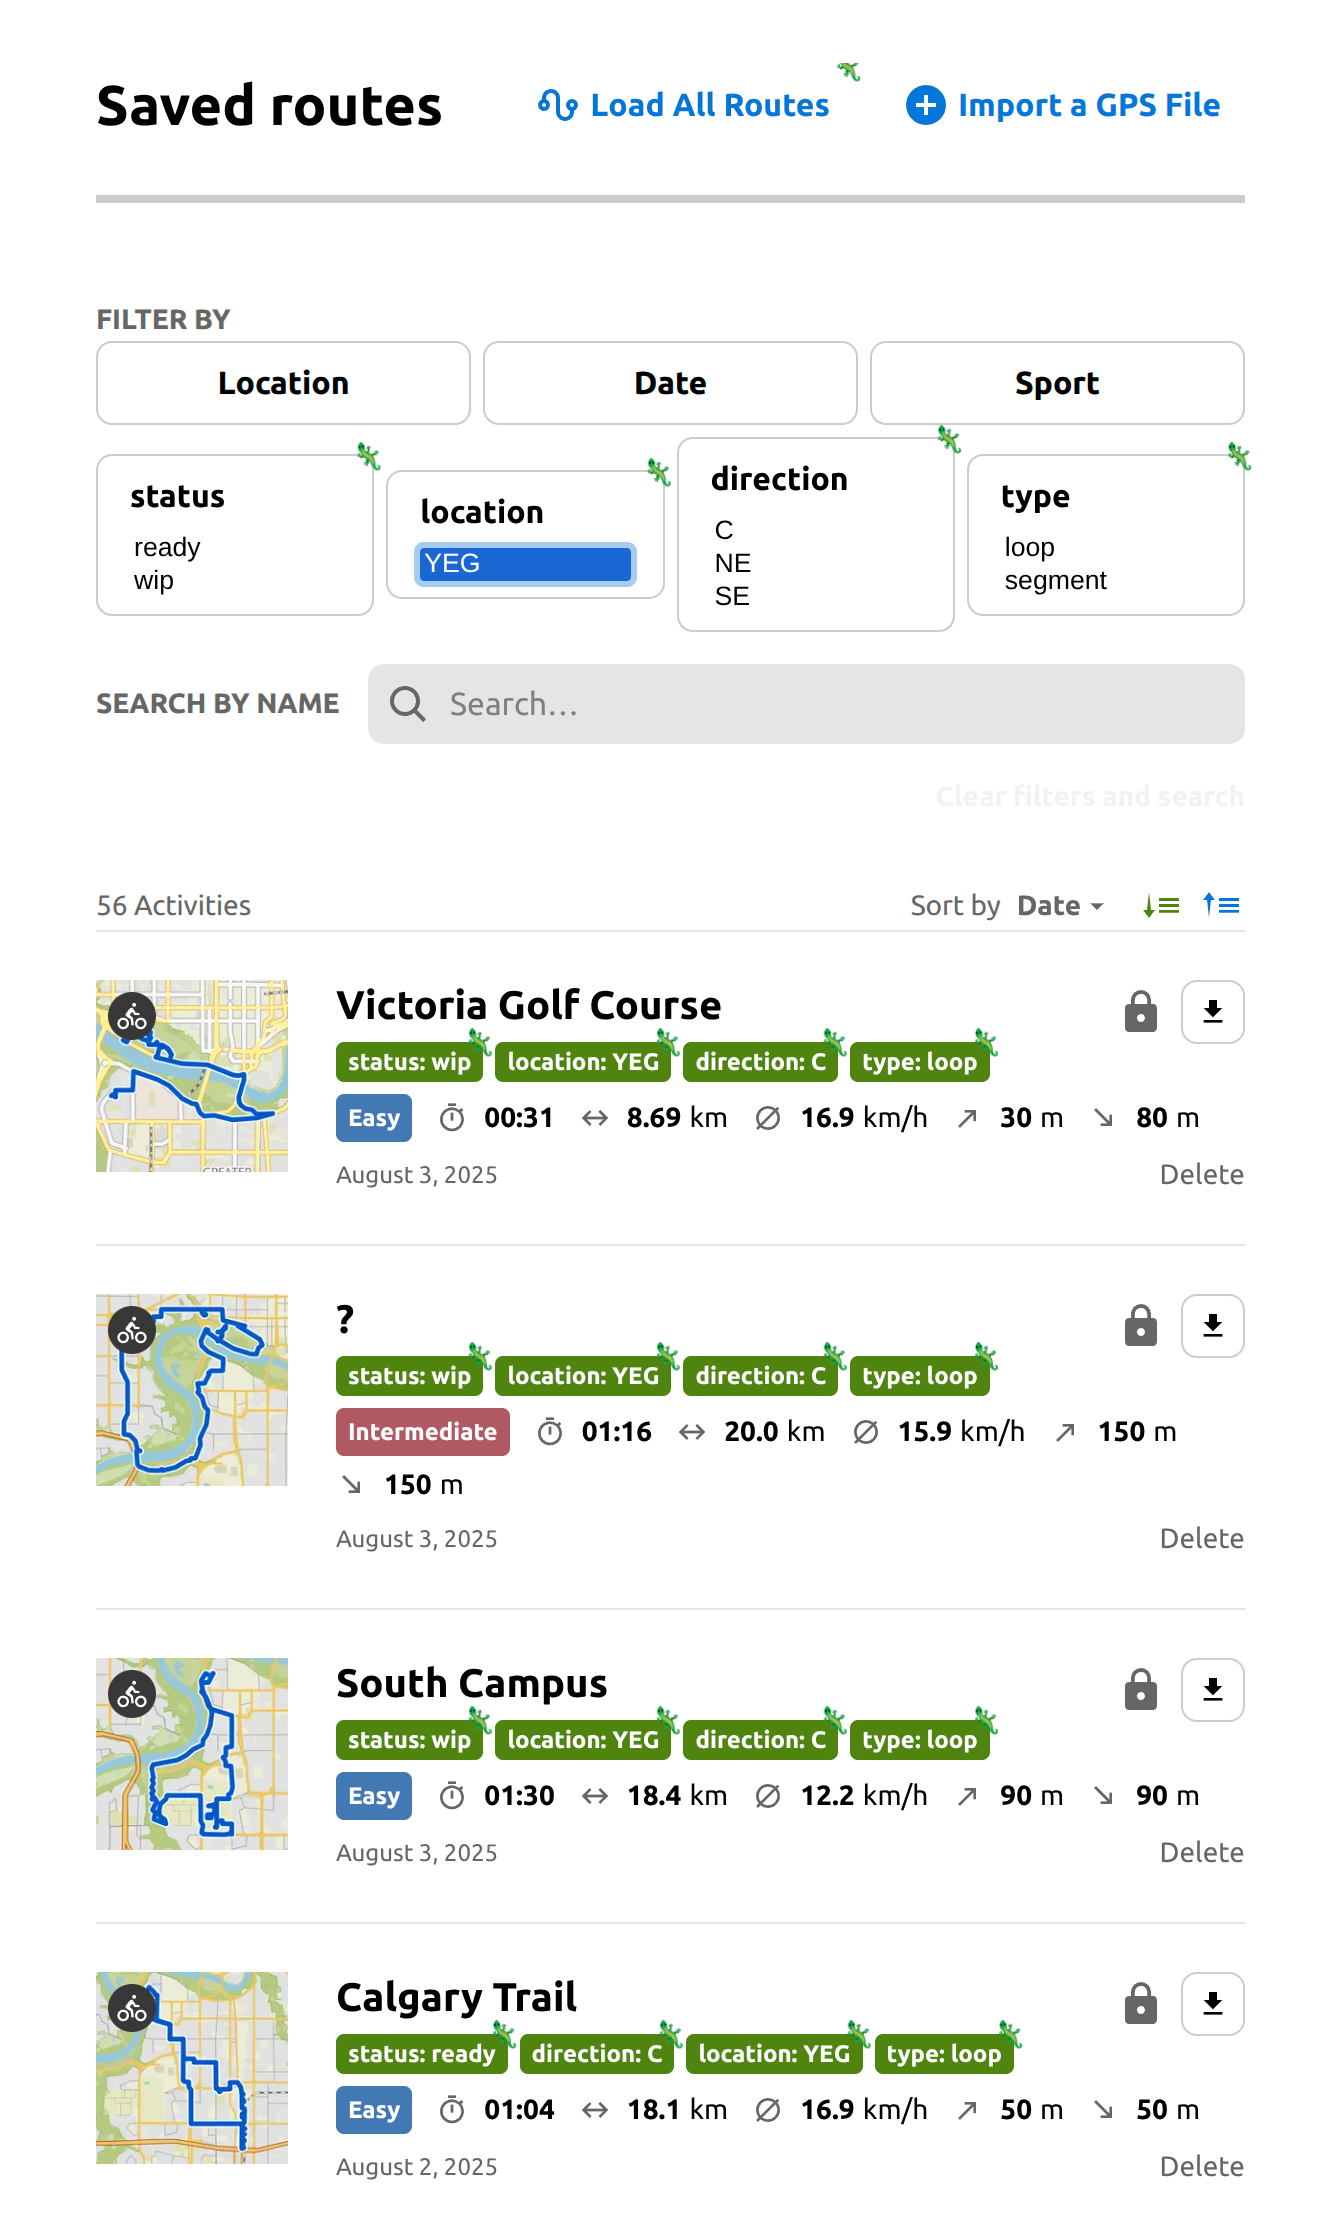 Saved routes
Load All Routes
Import a GPS File
FILTER BY
Location
Date
Sport
status
ready
wip
location
YEG
direction
C
NE
SE
type
loop
segment
SEARCH BY NAME
Search...
Clear filters and search
56 Activities
Sort by Date
Victoria Golf Course
status: wip location: YEG direction: C type: loop
Easy 00:31 8.69 km 16.9 km/h 30 m 80 m
August 3, 2025 Delete
?
status: wip location: YEG direction: C type: loop
Intermediate 01:16 20.0 km 15.9 km/h 150 m
150 m
August 3, 2025 Delete
South Campus
status: wip location: YEG direction: C type: loop
Easy 01:30 18.4 km 12.2 km/h 90 m 90 m
August 3, 2025 Delete
Calgary Trail
status: ready direction: C location: YEG type: loop
Easy 01:04 18.1 km 16.9 km/h 50 m 50 m
August 2, 2025 Delete